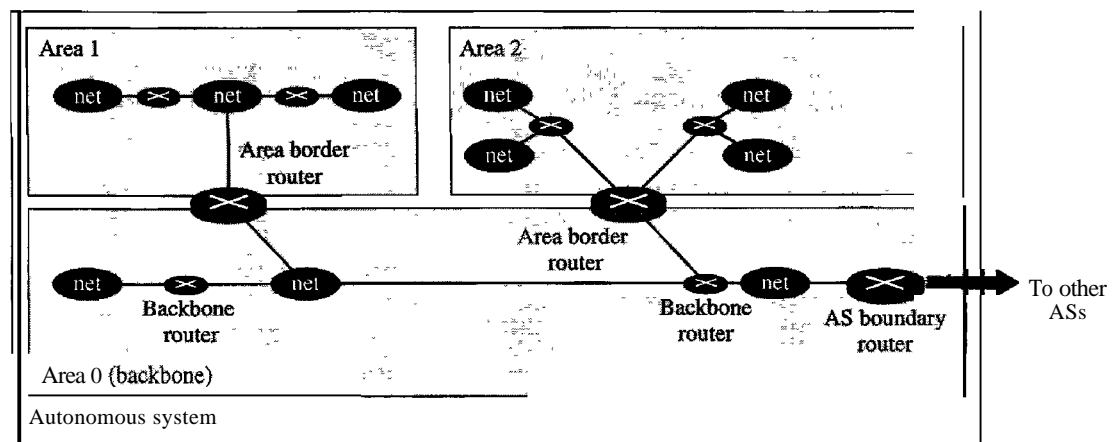 Area 1
Area 2
net
net
net
net
net
net
net
Area border
router
Area border
router
net
net
net
Backbone
router
Backbone
router
AS boundary
router
To other
ASs
Area 0 (backbone)
Autonomous system